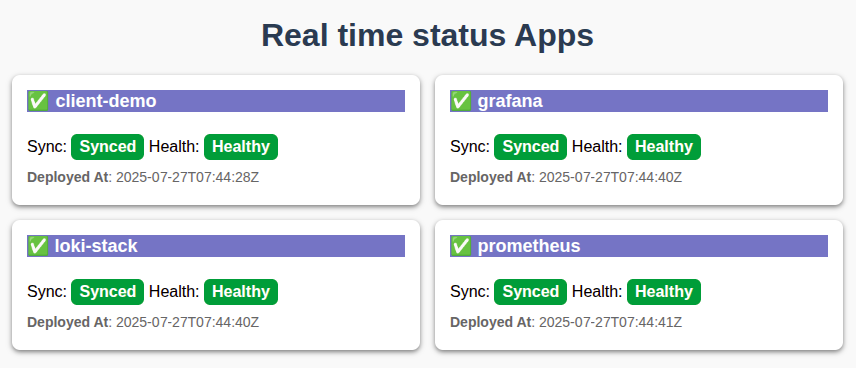 Real time status Apps
✅ client-demo
Sync: Synced Health: Healthy
Deployed At: 2025-07-27T07:44:28Z
✅ grafana
Sync: Synced Health: Healthy
Deployed At: 2025-07-27T07:44:40Z
✅ loki-stack
Sync: Synced Health: Healthy
Deployed At: 2025-07-27T07:44:40Z
✅ prometheus
Sync: Synced Health: Healthy
Deployed At: 2025-07-27T07:44:41Z